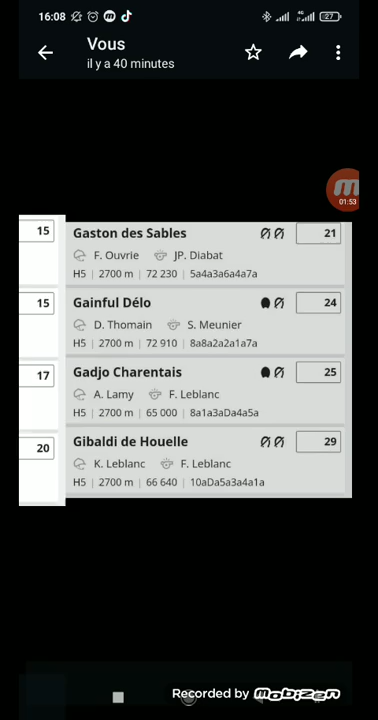 16:08
4G
27
Vous
il y a 40 minutes
01:53
15
Gaston des Sables
21
F. Ouvrie JP. Diabat
H5 | 2700 m | 72 230 | 5a4a3a6a4a7a
15
Gainful Délo
24
D. Thomain S. Meunier
H5 | 2700 m | 72 910 | 8a8a2a2a1a7a
17
Gadjo Charentais
25
A. Lamy F. Leblanc
H5 | 2700 m | 65 000 | 8a1a3aDa4a5a
20
Gibaldi de Houelle
29
K. Leblanc F. Leblanc
H5 | 2700 m | 66 640 | 10aDa5a3a4a1a
Recorded by mobizen